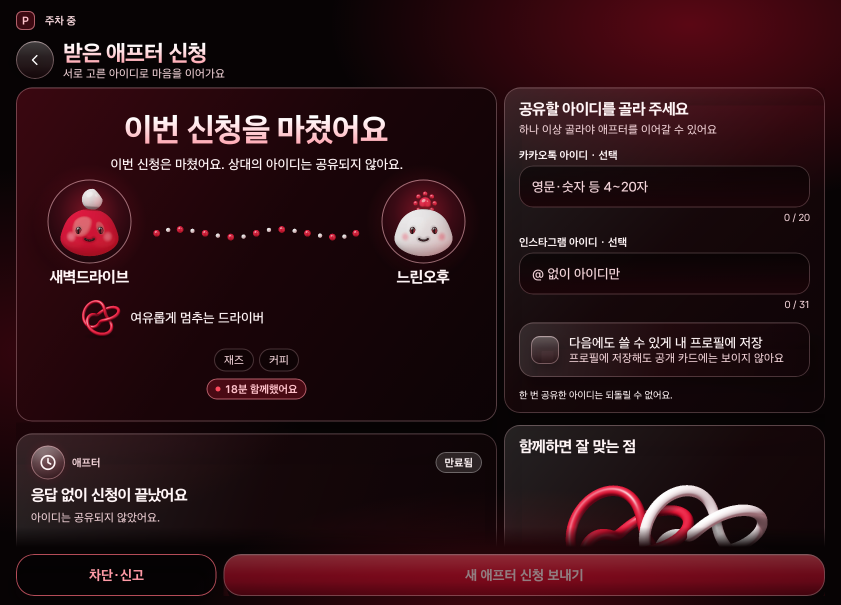 P 주차 중
받은 애프터 신청
서로 고른 아이디로 마음을 이어가요
이번 신청을 마쳤어요
이번 신청은 마쳤어요. 상대의 아이디는 공유되지 않아요.
새벽드라이브
느린오후
여유롭게 멈추는 드라이버
재즈
커피
18분 함께했어요
애프터
만료됨
응답 없이 신청이 끝났어요
아이디는 공유되지 않았어요.
공유할 아이디를 골라 주세요
하나 이상 골라야 애프터를 이어갈 수 있어요
카카오톡 아이디 · 선택
영문·숫자 등 4~20자
0 / 20
인스타그램 아이디 · 선택
@ 없이 아이디만
0 / 31
다음에도 쓸 수 있게 내 프로필에 저장
프로필에 저장해도 공개 카드에는 보이지 않아요
한 번 공유한 아이디는 되돌릴 수 없어요.
함께하면 잘 맞는 점
차단·신고
새 애프터 신청 보내기